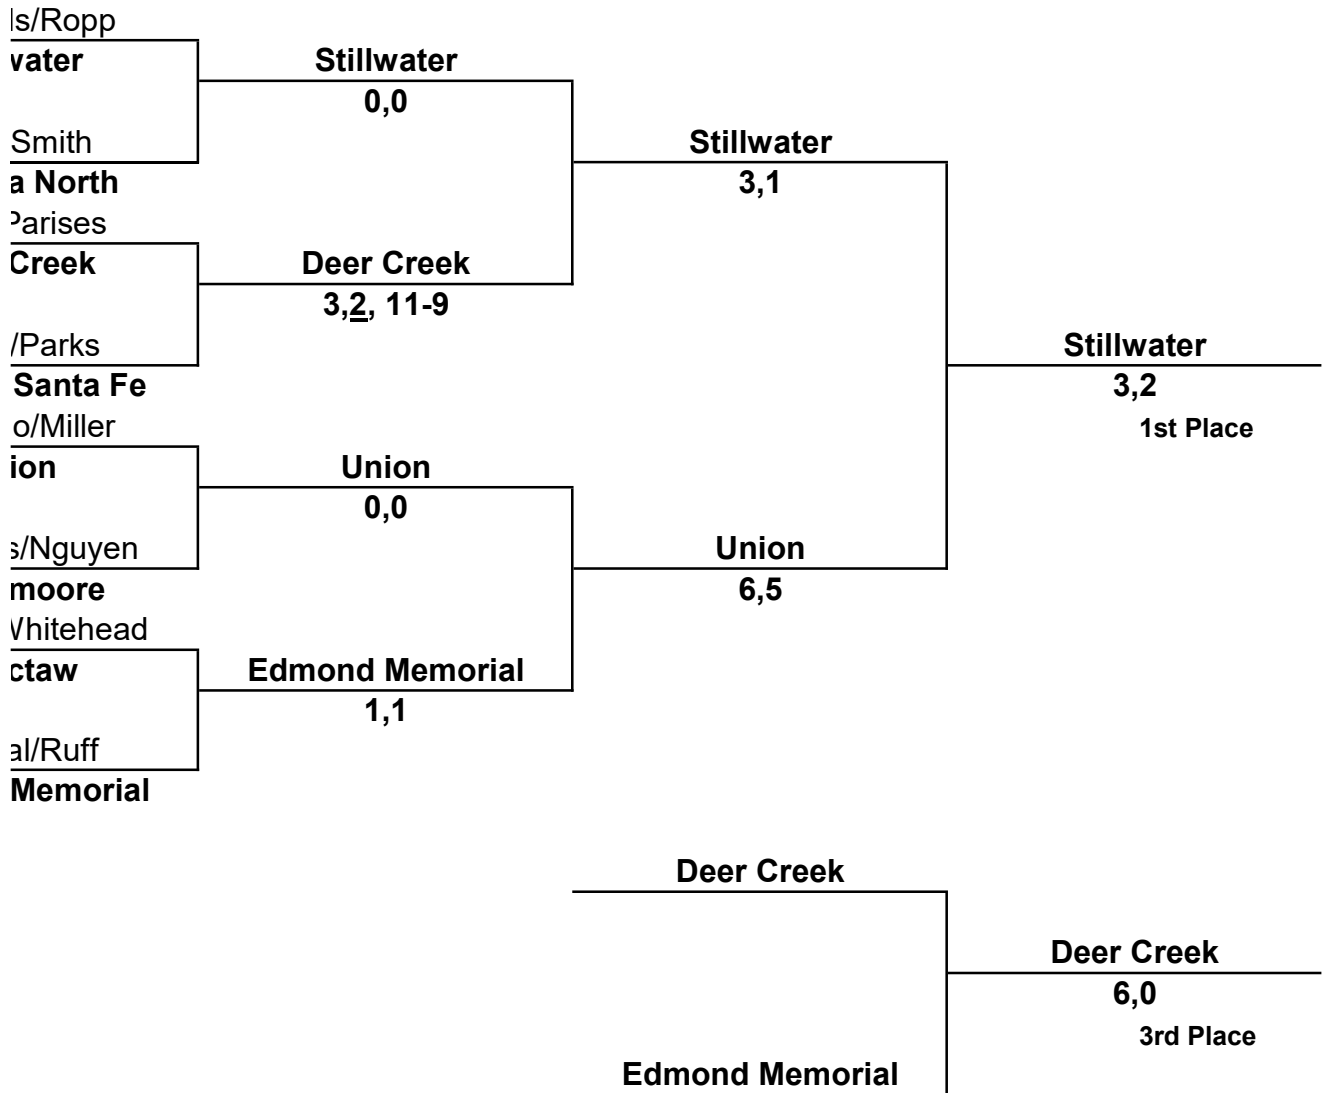 ls/Ropp
water
Stillwater
0,0
Smith
Stillwater
a North
3,1
Parises
Creek
Deer Creek
3,2, 11-9
/Parks
Stillwater
Santa Fe
3,2
o/Miller
1st Place
ion
Union
0,0
s/Nguyen
Union
moore
6,5
Whitehead
ctaw
Edmond Memorial
1,1
al/Ruff
Memorial
Deer Creek
Deer Creek
6,0
3rd Place
Edmond Memorial